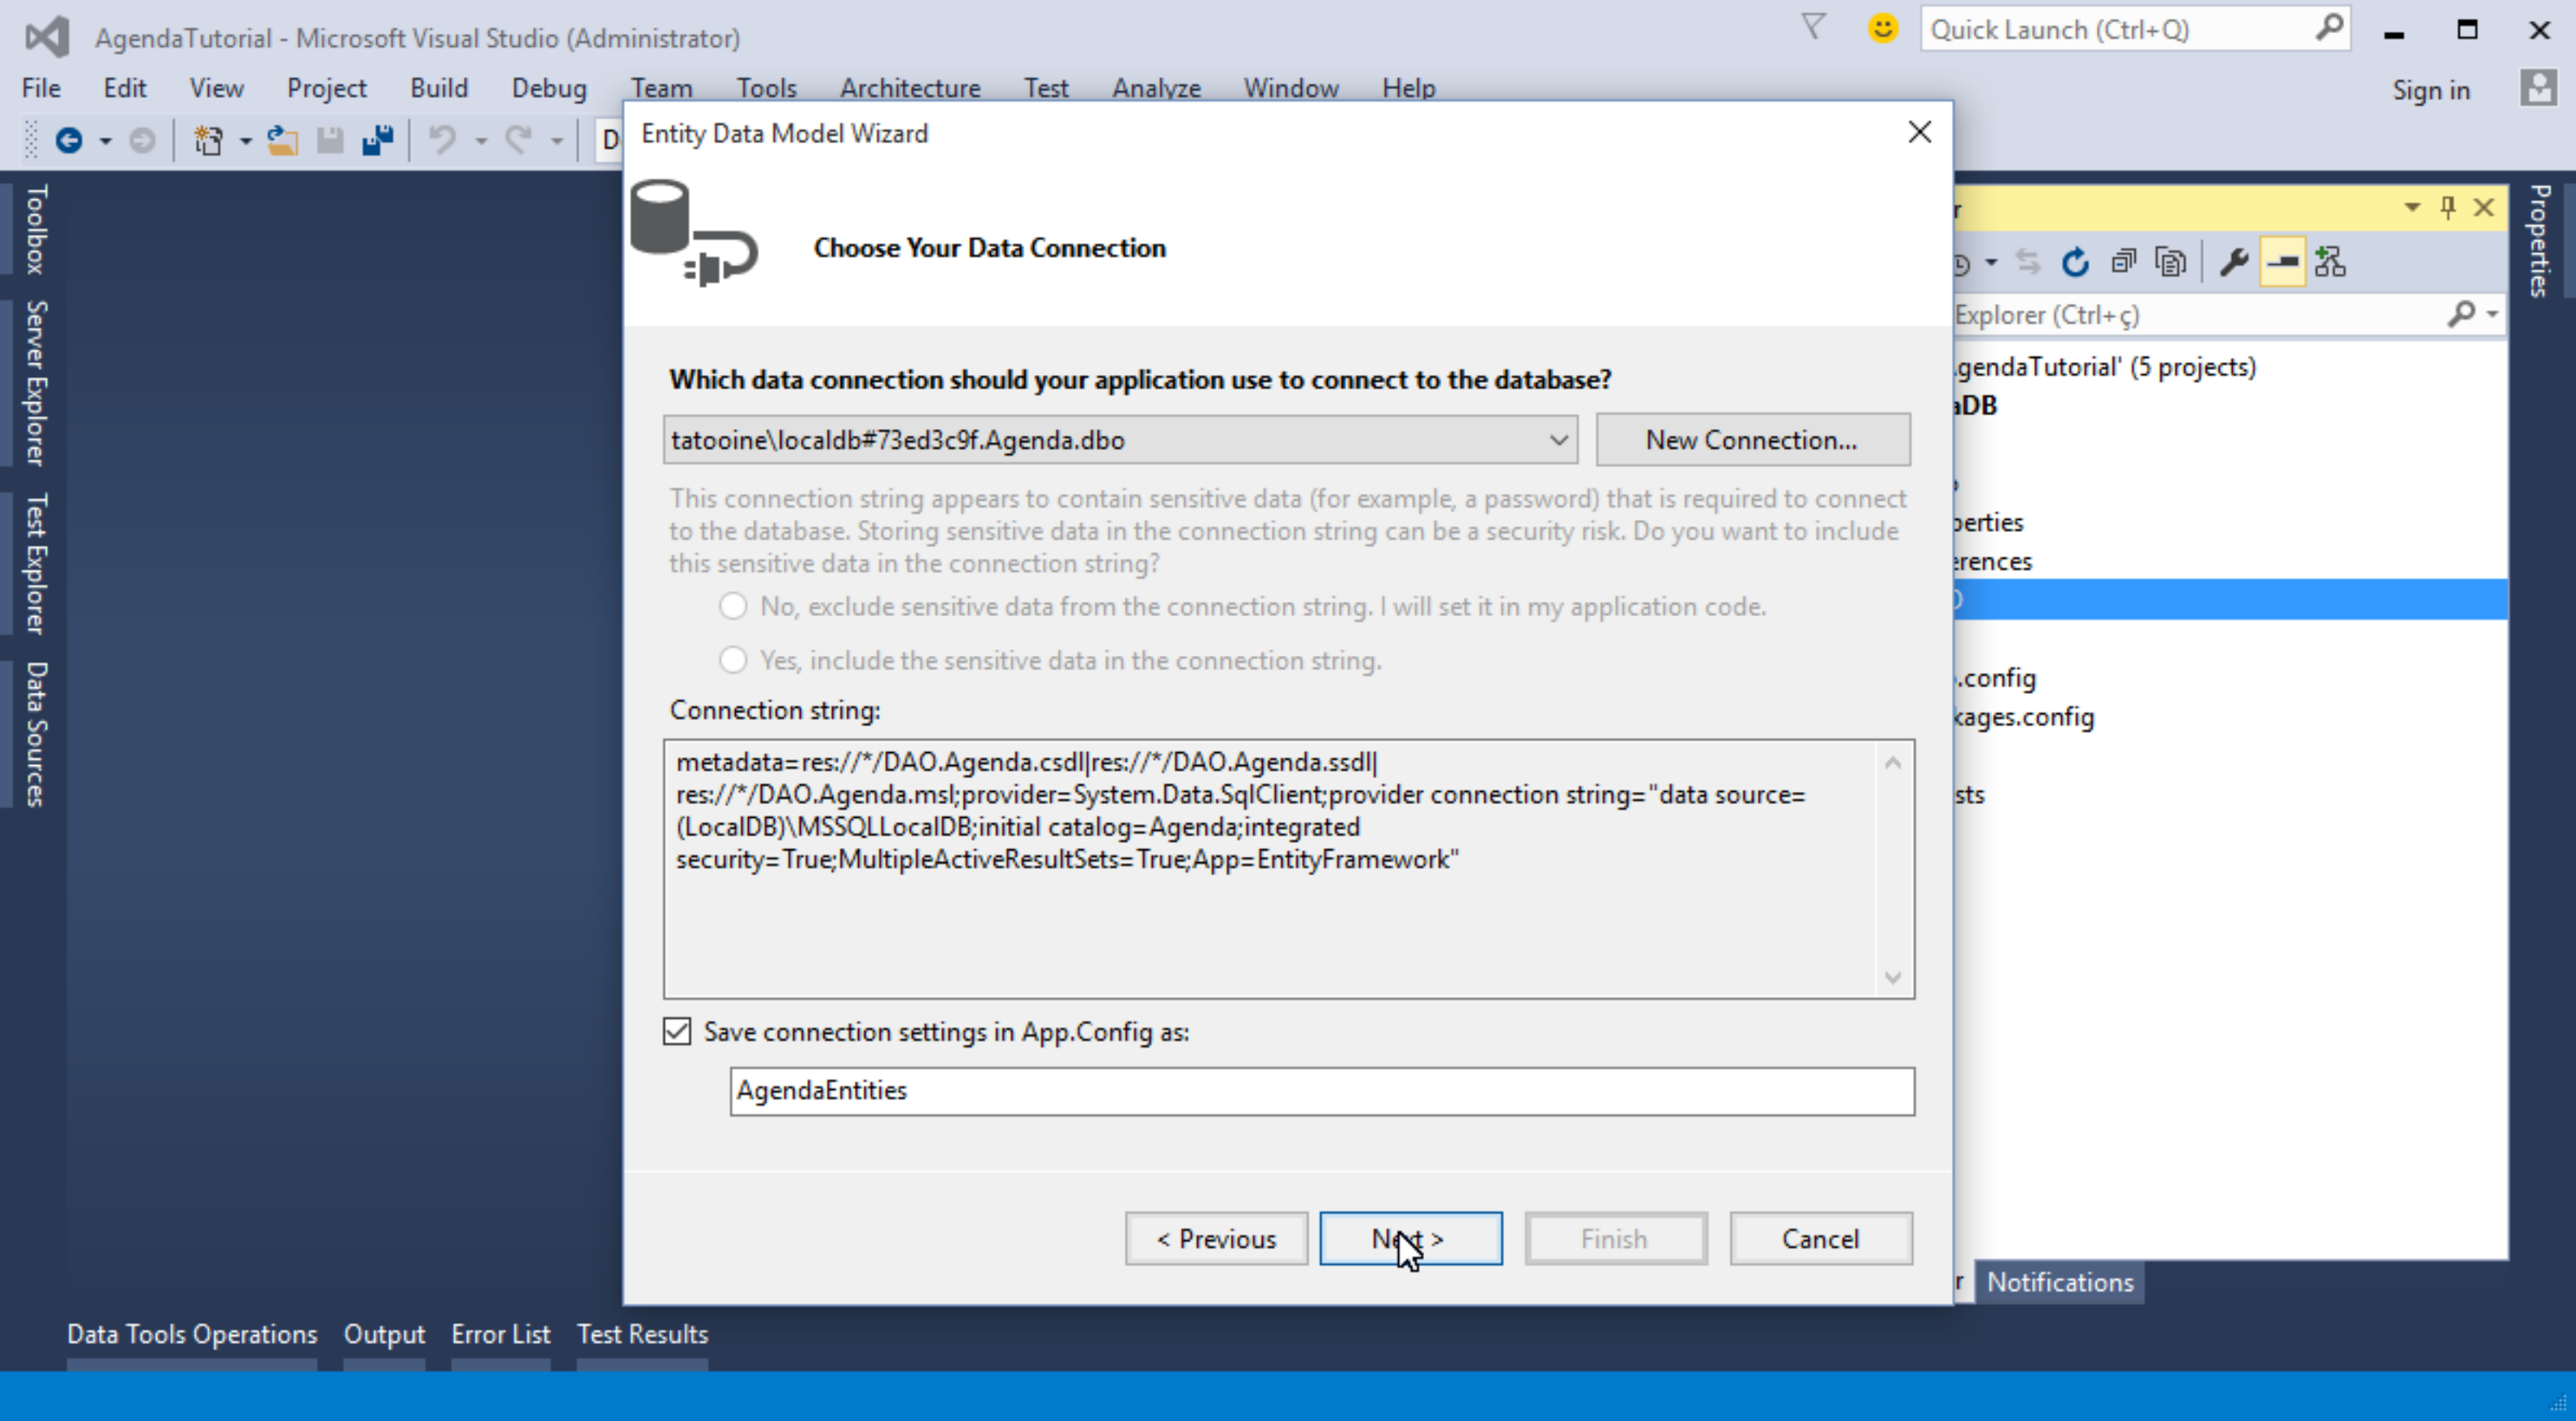 AgendaTutorial - Microsoft Visual Studio (Administrator)
Quick Launch (Ctrl+Q)
File Edit View Project Build Debug Team Tools Architecture Test Analyze Window Help
Sign in
Toolbox
Server Explorer
Test Explorer
Data Sources
Entity Data Model Wizard
Choose Your Data Connection
Which data connection should your application use to connect to the database?
tatooine\localdb#73ed3c9f.Agenda.dbo
New Connection...
This connection string appears to contain sensitive data (for example, a password) that is required to connect
to the database. Storing sensitive data in the connection string can be a security risk. Do you want to include
this sensitive data in the connection string?
No, exclude sensitive data from the connection string. I will set it in my application code.
Yes, include the sensitive data in the connection string.
Connection string:
metadata=res://*/DAO.Agenda.csdl|res://*/DAO.Agenda.ssdl|
res://*/DAO.Agenda.msl;provider=System.Data.SqlClient;provider connection string="data source=
(LocalDB)\MSSQLLocalDB;initial catalog=Agenda;integrated
security=True;MultipleActiveResultSets=True;App=EntityFramework"
Save connection settings in App.Config as:
AgendaEntities
< Previous
Next >
Finish
Cancel
Explorer (Ctrl+ç)
gendaTutorial' (5 projects)
aDB
perties
erences
.config
kages.config
sts
Properties
Notifications
Data Tools Operations Output Error List Test Results